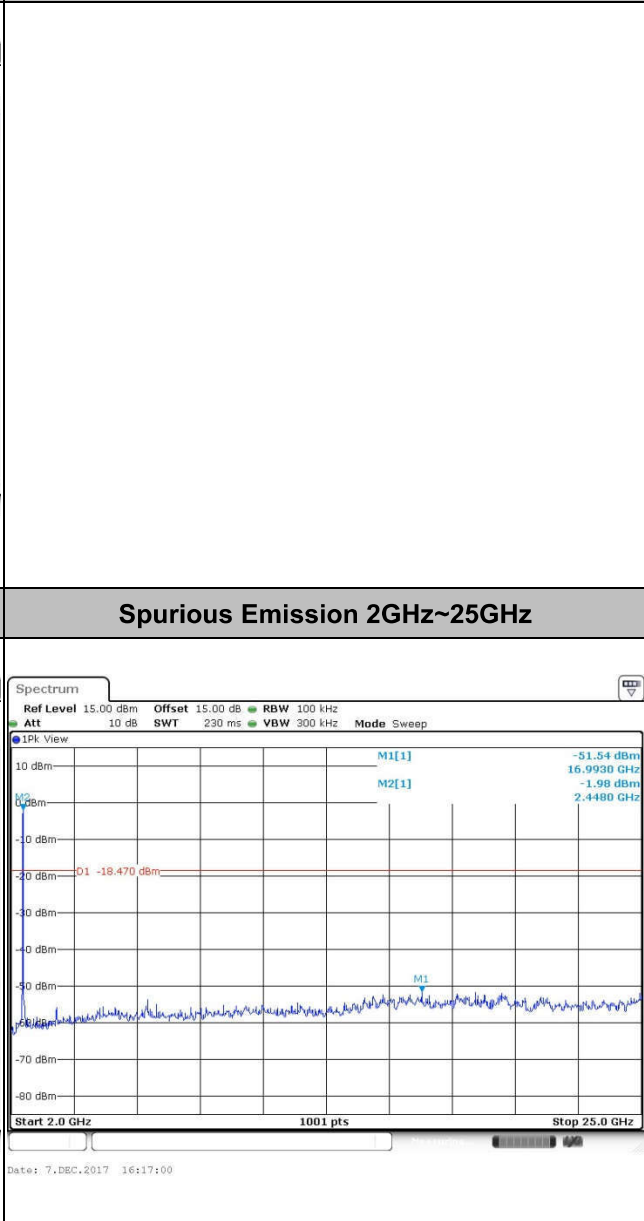 Spurious Emission 2GHz~25GHz
Spectrum
Ref Level 15.00 dBm Offset 15.00 dB RBW 100 kHz
Att 10 dB SWT 230 ms VBW 300 kHz Mode Sweep
1Pk View
M1[1] -51.54 dBm
16.9930 GHz
M2[1] -1.98 dBm
2.4480 GHz
10 dBm
M2
0 dBm
-10 dBm
D1 -18.470 dBm
-20 dBm
-30 dBm
-40 dBm
M1
-50 dBm
-60 dBm
-70 dBm
-80 dBm
Start 2.0 GHz 1001 pts Stop 25.0 GHz
Date: 7.DEC.2017 16:17:00